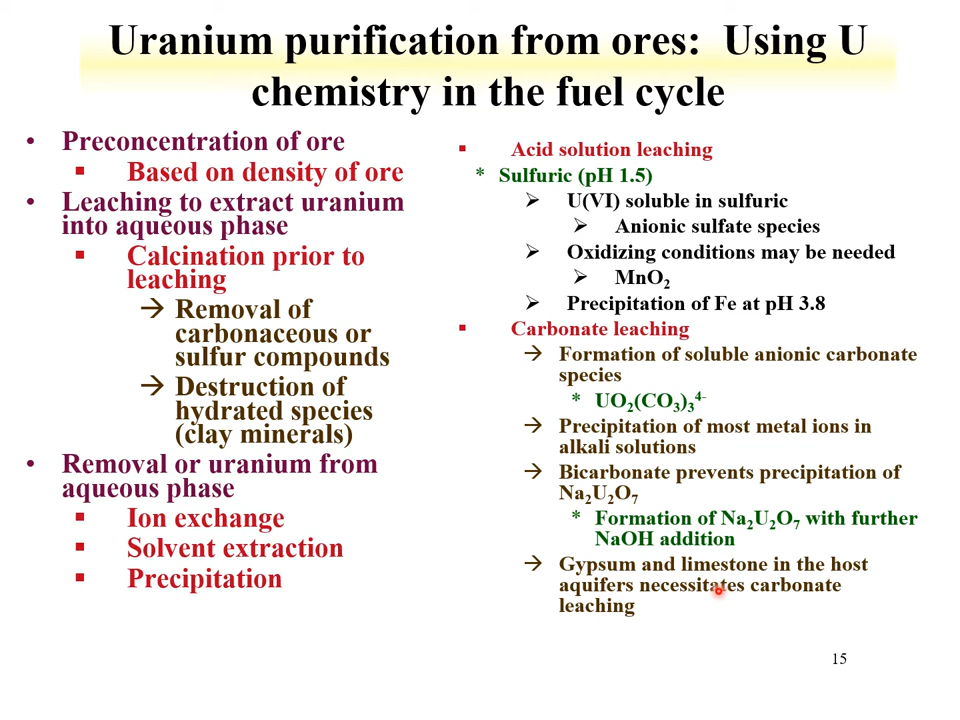 Uranium purification from ores:  Using U
chemistry in the fuel cycle
• Preconcentration of ore
▪ Based on density of ore
• Leaching to extract uranium
into aqueous phase
▪ Calcination prior to
leaching
→ Removal of
carbonaceous or
sulfur compounds
→ Destruction of
hydrated species
(clay minerals)
• Removal or uranium from
aqueous phase
▪ Ion exchange
▪ Solvent extraction
▪ Precipitation
▪ Acid solution leaching
* Sulfuric (pH 1.5)
➢ U(VI) soluble in sulfuric
➢ Anionic sulfate species
➢ Oxidizing conditions may be needed
➢ MnO₂
➢ Precipitation of Fe at pH 3.8
▪ Carbonate leaching
→ Formation of soluble anionic carbonate
species
* UO₂(CO₃)₃⁴⁻
→ Precipitation of most metal ions in
alkali solutions
→ Bicarbonate prevents precipitation of
Na₂U₂O₇
* Formation of Na₂U₂O₇ with further
NaOH addition
→ Gypsum and limestone in the host
aquifers necessitates carbonate
leaching
15